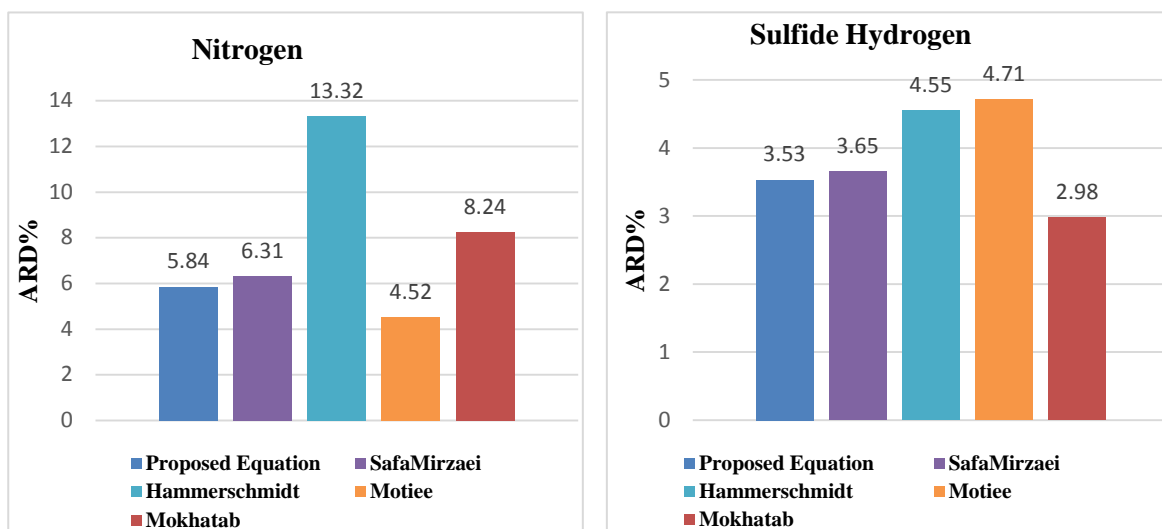 Nitrogen
ARD%
14
12
10
8
6
4
2
0
5.84
6.31
13.32
4.52
8.24
Proposed Equation SafaMirzaei
Hammerschmidt Motiee
Mokhatab
Sulfide Hydrogen
ARD%
5
4
3
2
1
0
3.53
3.65
4.55
4.71
2.98
Proposed Equation SafaMirzaei
Hammerschmidt Motiee
Mokhatab